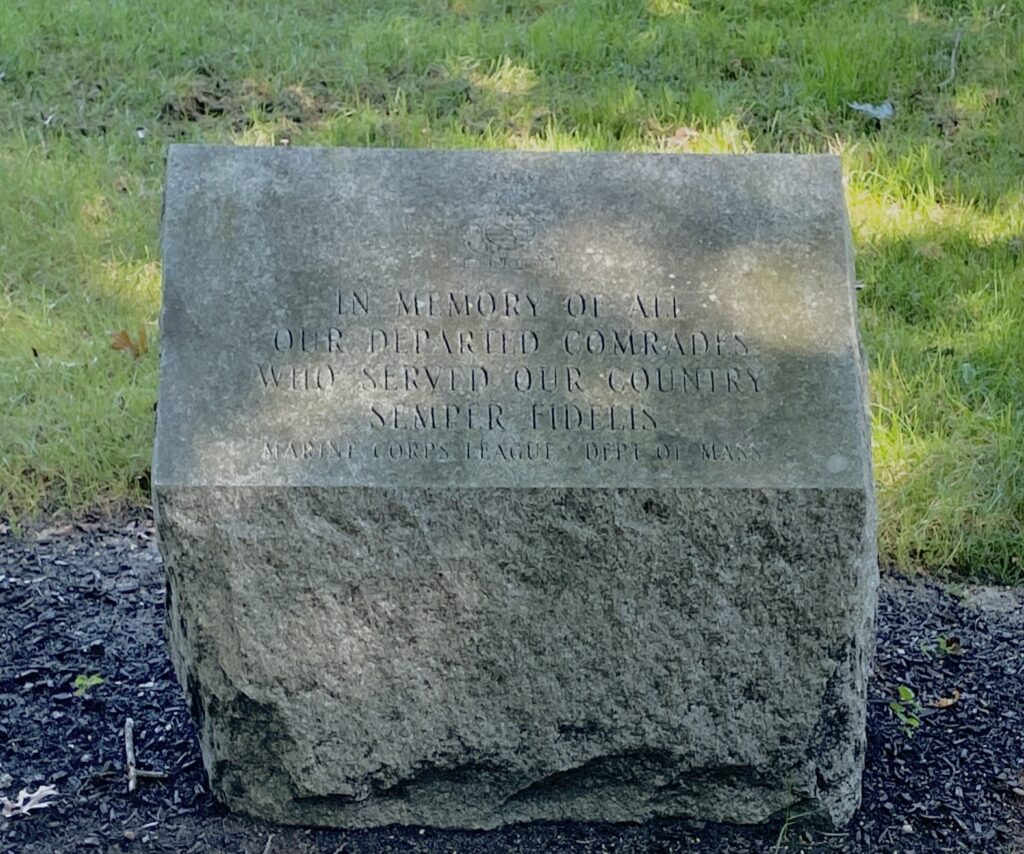 IN MEMORY OF ALL
OUR DEPARTED COMRADES
WHO SERVED OUR COUNTRY
SEMPER FIDELIS
MARINE CORPS LEAGUE · DEPT OF MASS